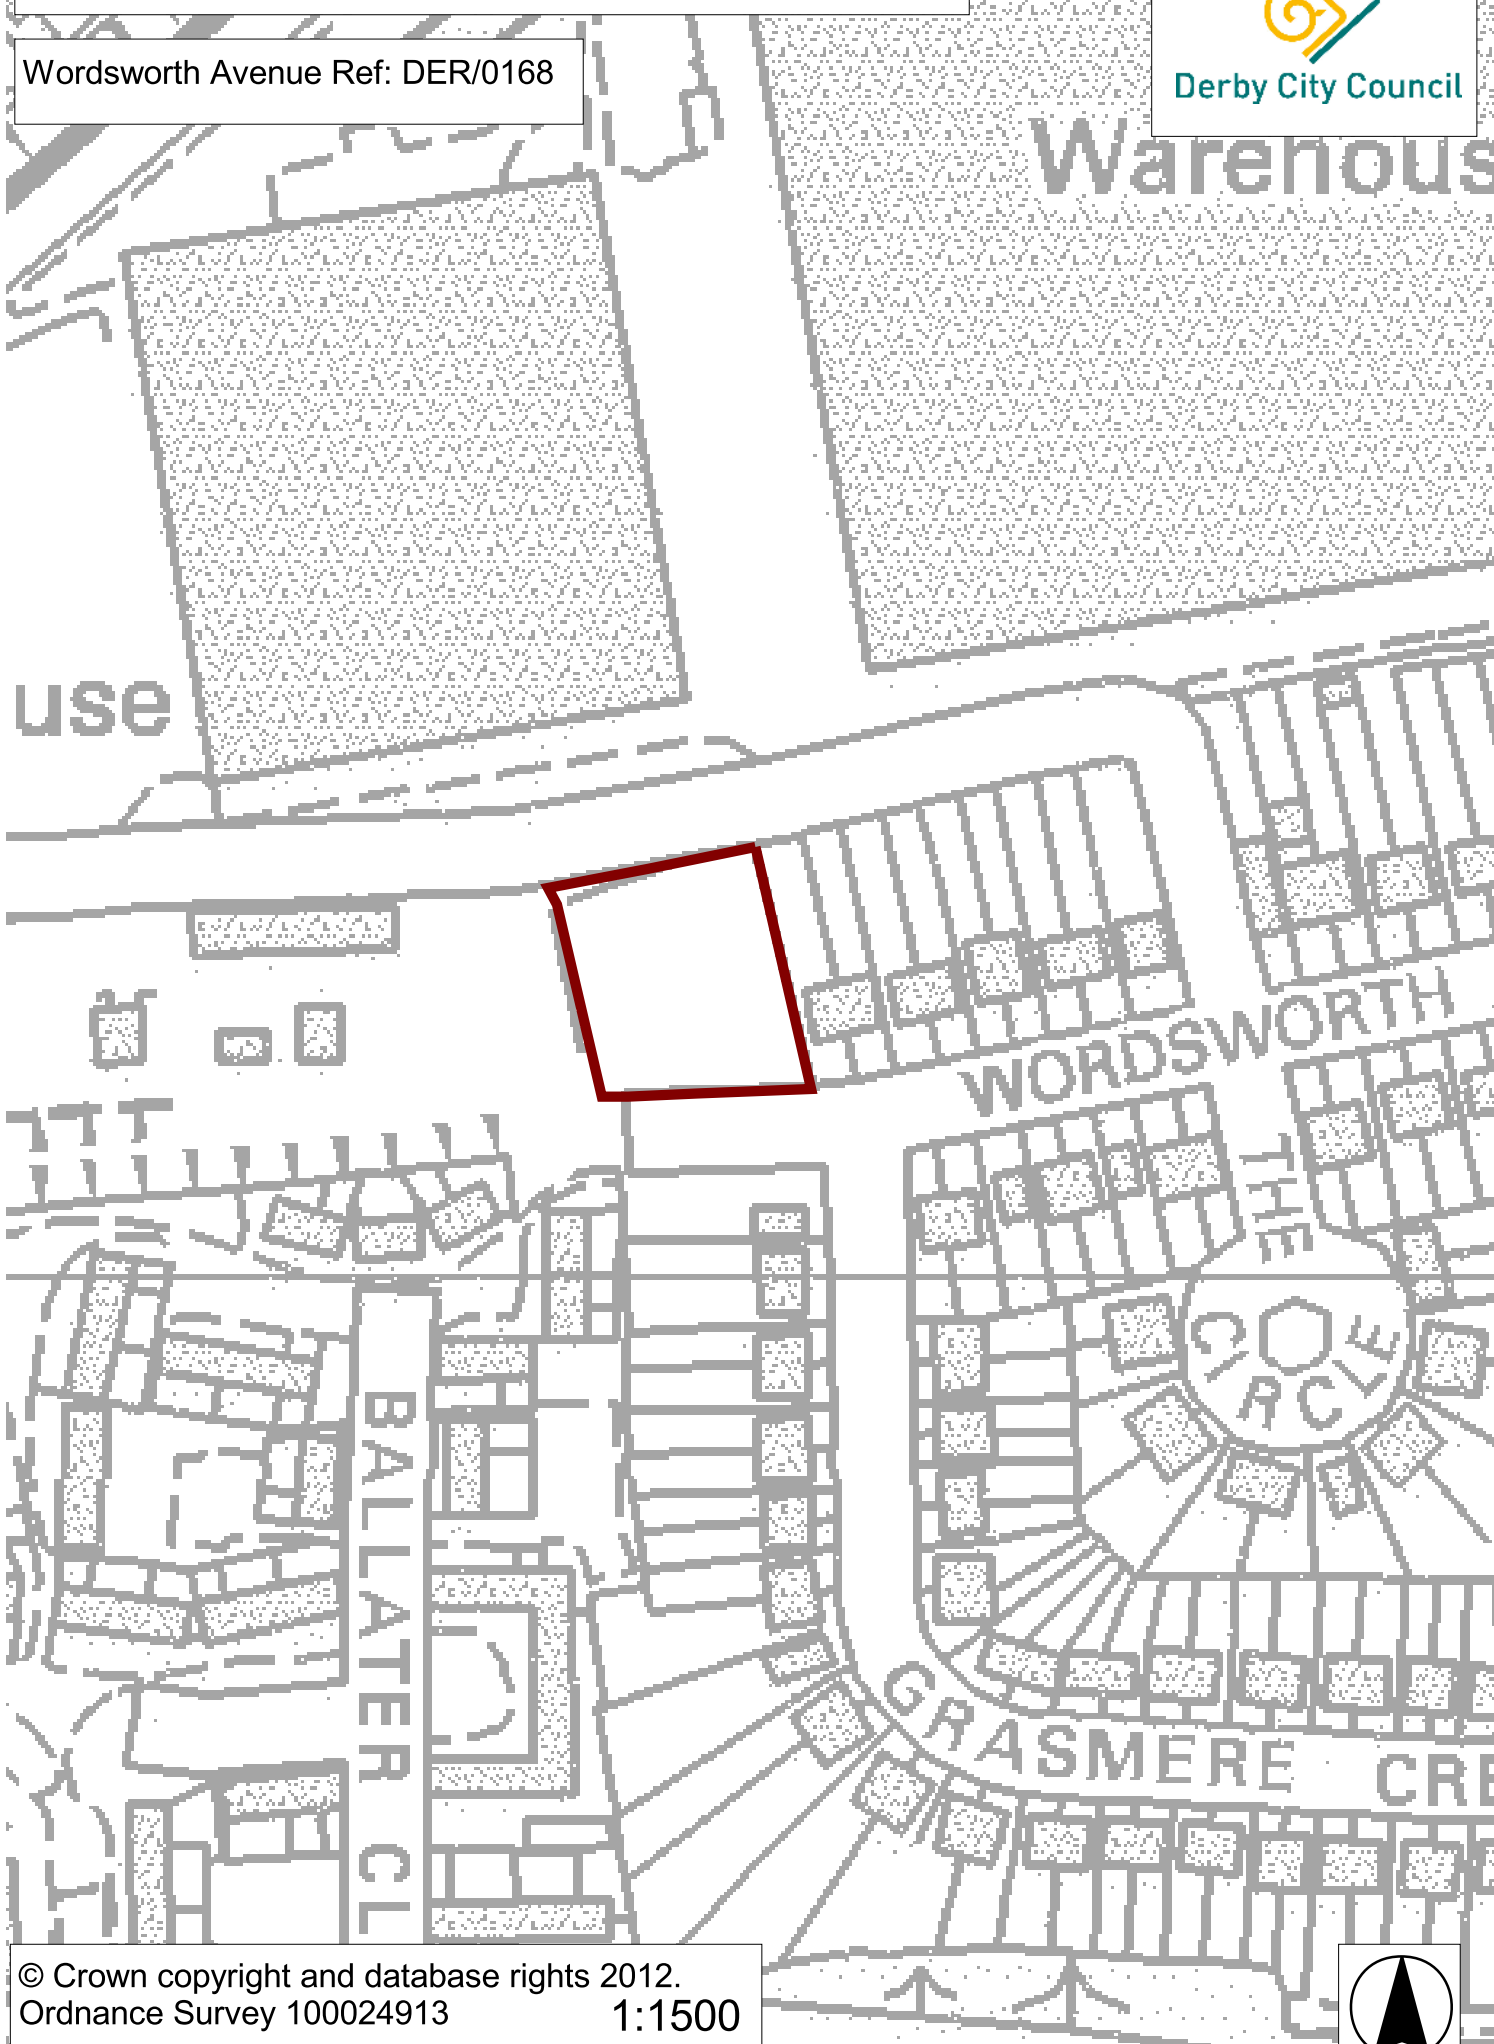 Wordsworth Avenue Ref: DER/0168
Derby City Council
Warehous
use
WORDSWORTH
THE
CIRCLE
BALLATER CL
GRASMERE CRE
© Crown copyright and database rights 2012.
Ordnance Survey 100024913
1:1500